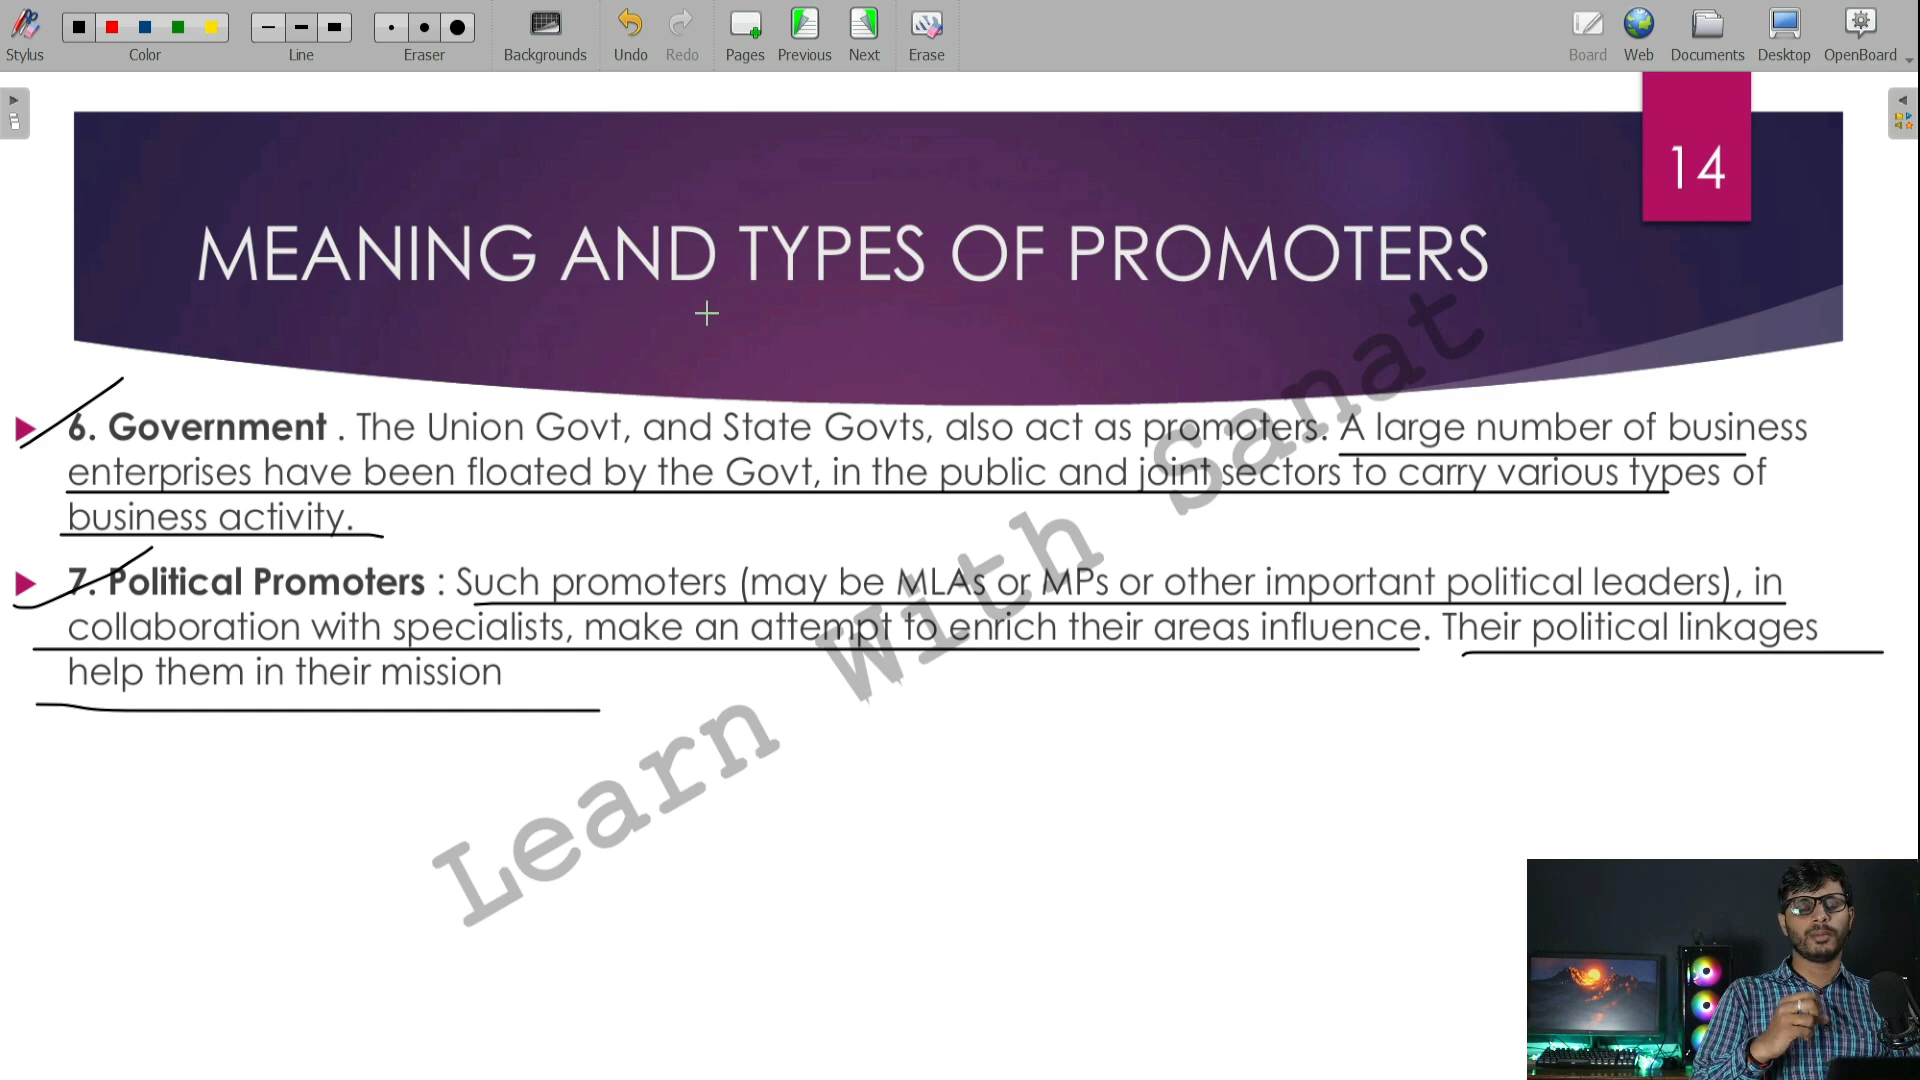 Stylus Color Line Eraser Backgrounds Undo Redo Pages Previous Next Erase Board Web Documents Desktop OpenBoard
14
MEANING AND TYPES OF PROMOTERS
6. Government . The Union Govt, and State Govts, also act as promoters. A large number of business
enterprises have been floated by the Govt, in the public and joint sectors to carry various types of
business activity.
7. Political Promoters : Such promoters (may be MLAs or MPs or other important political leaders), in
collaboration with specialists, make an attempt to enrich their areas influence. Their political linkages
help them in their mission
Learn With Sanat